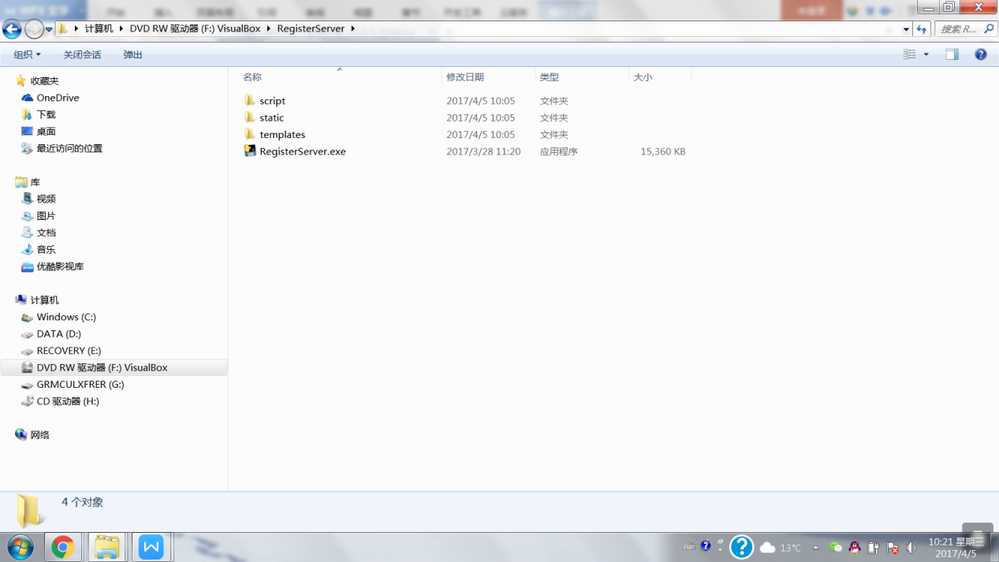 计算机 DVD RW 驱动器 (F:) VisualBox RegisterServer
搜索 R...
组织 关闭会话 弹出
收藏夹
OneDrive
下载
桌面
最近访问的位置
库
视频
图片
文档
音乐
优酷影视库
计算机
Windows (C:)
DATA (D:)
RECOVERY (E:)
DVD RW 驱动器 (F:) VisualBox
GRMCULXFRER (G:)
CD 驱动器 (H:)
网络
名称 修改日期 类型 大小
script 2017/4/5 10:05 文件夹
static 2017/4/5 10:05 文件夹
templates 2017/4/5 10:05 文件夹
RegisterServer.exe 2017/3/28 11:20 应用程序 15,360 KB
4 个对象
13℃
10:21 星期三
2017/4/5